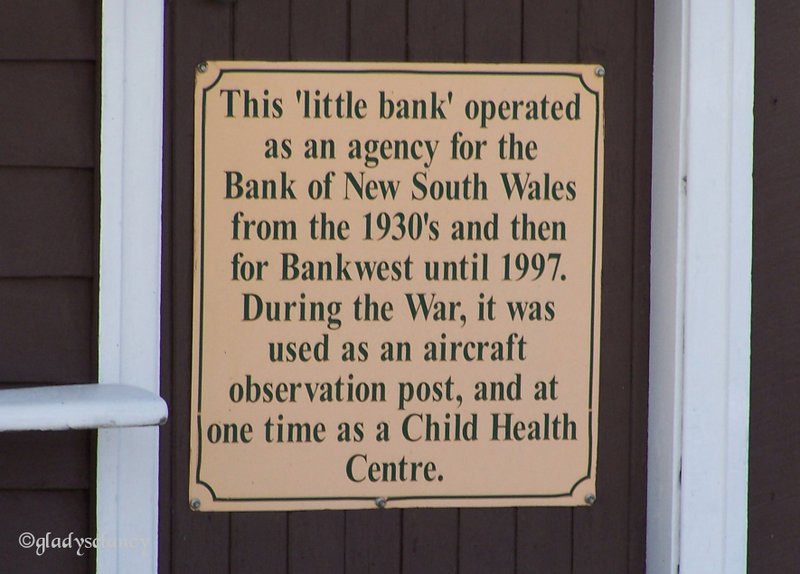 This 'little bank' operated
as an agency for the
Bank of New South Wales
from the 1930's and then
for Bankwest until 1997.
During the War, it was
used as an aircraft
observation post, and at
one time as a Child Health
Centre.